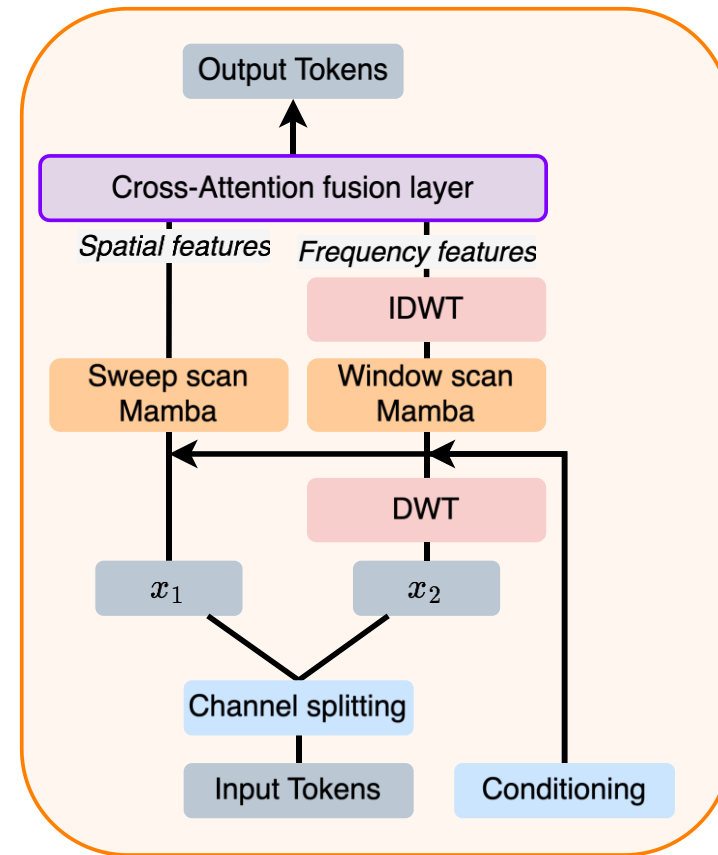 Output Tokens
Cross-Attention fusion layer
Spatial features
Frequency features
IDWT
Sweep scan
Mamba
Window scan
Mamba
DWT
x₁
x₂
Channel splitting
Input Tokens
Conditioning